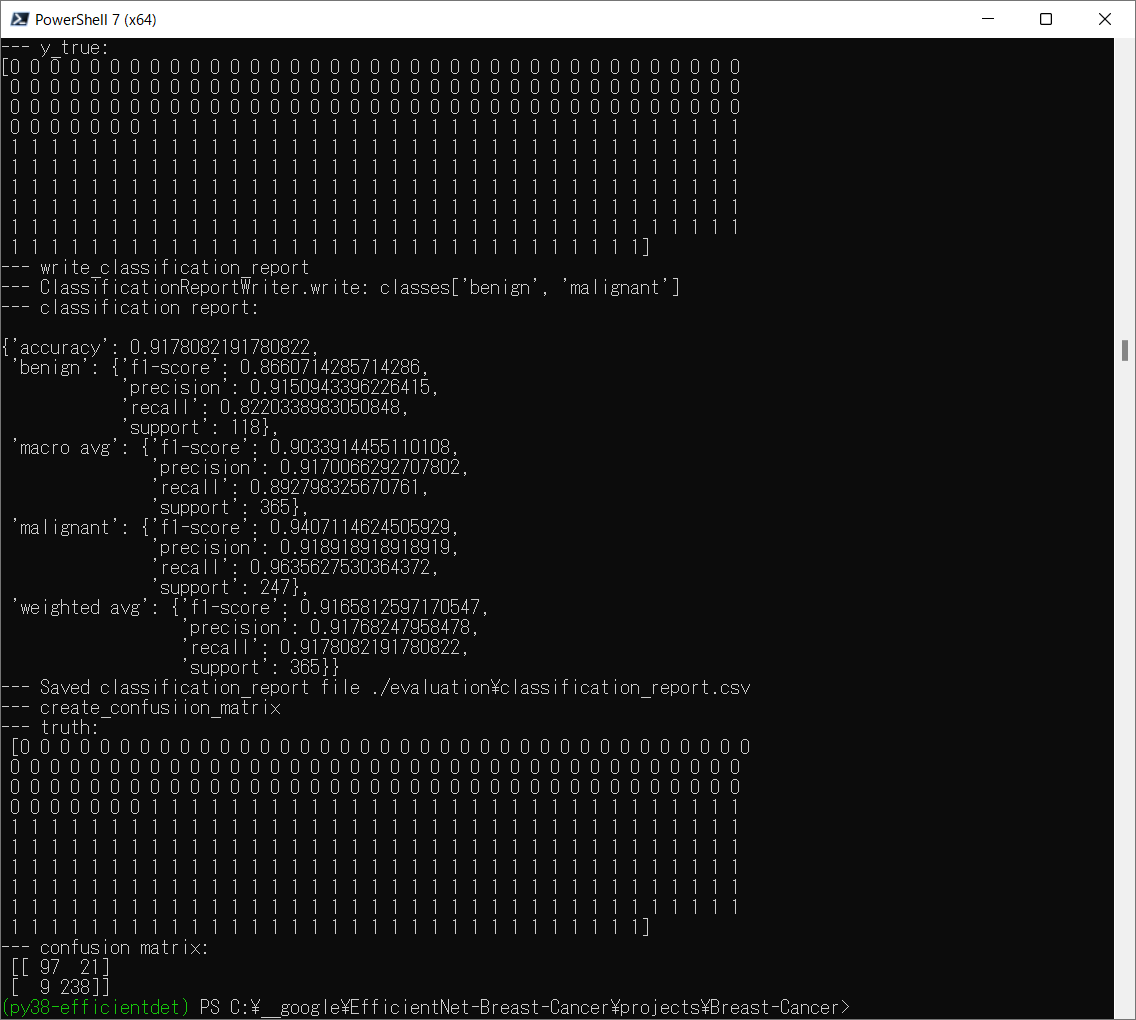 PowerShell 7 (x64)
--- y_true:
[0 0 0 0 0 0 0 0 0 0 0 0 0 0 0 0 0 0 0 0 0 0 0 0 0 0 0 0 0 0 0 0 0 0 0 0 0
0 0 0 0 0 0 0 0 0 0 0 0 0 0 0 0 0 0 0 0 0 0 0 0 0 0 0 0 0 0 0 0 0 0 0 0 0
0 0 0 0 0 0 0 0 0 0 0 0 0 0 0 0 0 0 0 0 0 0 0 0 0 0 0 0 0 0 0 0 0 0 0 0 0
0 0 0 0 0 0 0 1 1 1 1 1 1 1 1 1 1 1 1 1 1 1 1 1 1 1 1 1 1 1 1 1 1 1 1 1 1
1 1 1 1 1 1 1 1 1 1 1 1 1 1 1 1 1 1 1 1 1 1 1 1 1 1 1 1 1 1 1 1 1 1 1 1 1
1 1 1 1 1 1 1 1 1 1 1 1 1 1 1 1 1 1 1 1 1 1 1 1 1 1 1 1 1 1 1 1 1 1 1 1 1
1 1 1 1 1 1 1 1 1 1 1 1 1 1 1 1 1 1 1 1 1 1 1 1 1 1 1 1 1 1 1 1 1 1 1 1 1
1 1 1 1 1 1 1 1 1 1 1 1 1 1 1 1 1 1 1 1 1 1 1 1 1 1 1 1 1 1 1 1 1 1 1 1 1
1 1 1 1 1 1 1 1 1 1 1 1 1 1 1 1 1 1 1 1 1 1 1 1 1 1 1 1 1 1 1 1 1 1 1 1 1
1 1 1 1 1 1 1 1 1 1 1 1 1 1 1 1 1 1 1 1 1 1 1 1 1 1 1 1 1 1 1 1]
--- write_classification_report
--- ClassificationReportWriter.write: classes['benign', 'malignant']
--- classification report:
{'accuracy': 0.9178082191780822,
'benign': {'f1-score': 0.8660714285714286,
'precision': 0.9150943396226415,
'recall': 0.8220338983050848,
'support': 118},
'macro avg': {'f1-score': 0.9033914455110108,
'precision': 0.9170066292707802,
'recall': 0.892798325670761,
'support': 365},
'malignant': {'f1-score': 0.9407114624505929,
'precision': 0.918918918918919,
'recall': 0.9635627530364372,
'support': 247},
'weighted avg': {'f1-score': 0.9165812597170547,
'precision': 0.91768247958478,
'recall': 0.9178082191780822,
'support': 365}}
--- Saved classification_report file ./evaluation¥classification_report.csv
--- create_confusiion_matrix
--- truth:
[0 0 0 0 0 0 0 0 0 0 0 0 0 0 0 0 0 0 0 0 0 0 0 0 0 0 0 0 0 0 0 0 0 0 0 0 0
0 0 0 0 0 0 0 0 0 0 0 0 0 0 0 0 0 0 0 0 0 0 0 0 0 0 0 0 0 0 0 0 0 0 0 0 0
0 0 0 0 0 0 0 0 0 0 0 0 0 0 0 0 0 0 0 0 0 0 0 0 0 0 0 0 0 0 0 0 0 0 0 0 0
0 0 0 0 0 0 0 1 1 1 1 1 1 1 1 1 1 1 1 1 1 1 1 1 1 1 1 1 1 1 1 1 1 1 1 1 1
1 1 1 1 1 1 1 1 1 1 1 1 1 1 1 1 1 1 1 1 1 1 1 1 1 1 1 1 1 1 1 1 1 1 1 1 1
1 1 1 1 1 1 1 1 1 1 1 1 1 1 1 1 1 1 1 1 1 1 1 1 1 1 1 1 1 1 1 1 1 1 1 1 1
1 1 1 1 1 1 1 1 1 1 1 1 1 1 1 1 1 1 1 1 1 1 1 1 1 1 1 1 1 1 1 1 1 1 1 1 1
1 1 1 1 1 1 1 1 1 1 1 1 1 1 1 1 1 1 1 1 1 1 1 1 1 1 1 1 1 1 1 1 1 1 1 1 1
1 1 1 1 1 1 1 1 1 1 1 1 1 1 1 1 1 1 1 1 1 1 1 1 1 1 1 1 1 1 1 1 1 1 1 1 1
1 1 1 1 1 1 1 1 1 1 1 1 1 1 1 1 1 1 1 1 1 1 1 1 1 1 1 1 1 1 1 1]
--- confusion matrix:
[[ 97  21]
[  9 238]]
(py38-efficientdet) PS C:¥__google¥EfficientNet-Breast-Cancer¥projects¥Breast-Cancer>